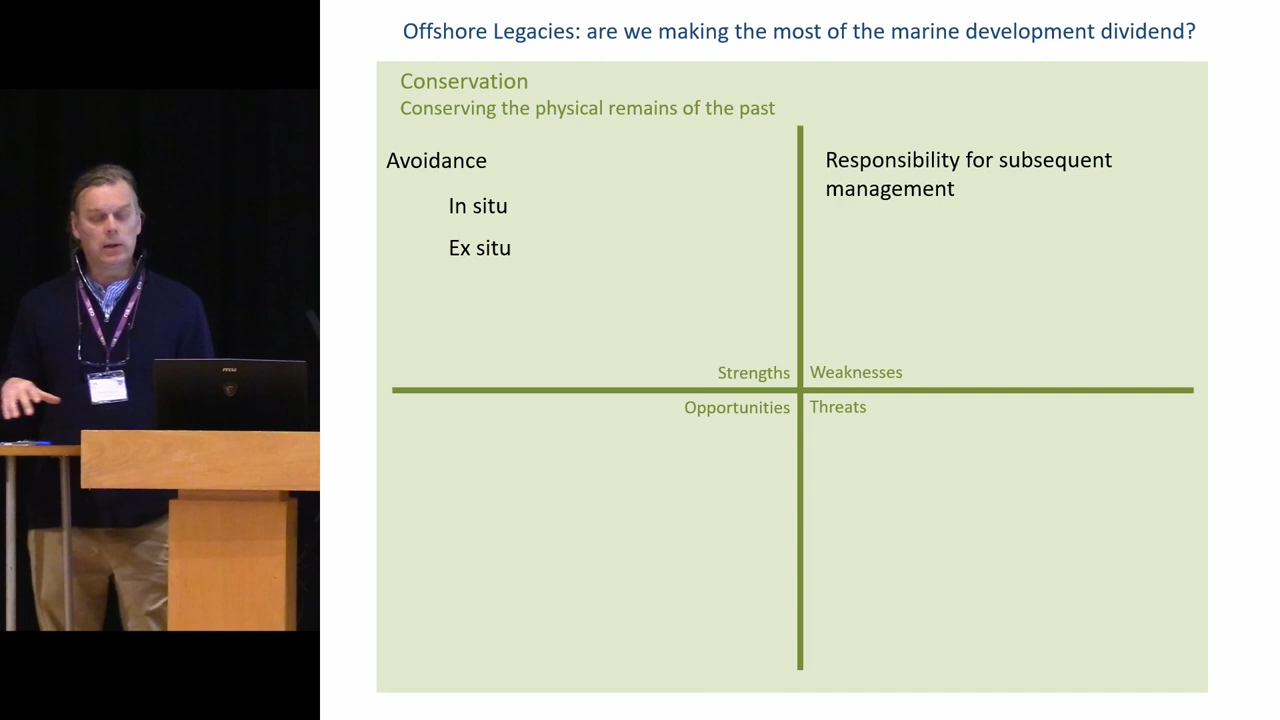 Offshore Legacies: are we making the most of the marine development dividend?
Conservation
Conserving the physical remains of the past
Avoidance
In situ
Ex situ
Responsibility for subsequent
management
Strengths
Weaknesses
Opportunities
Threats
msi